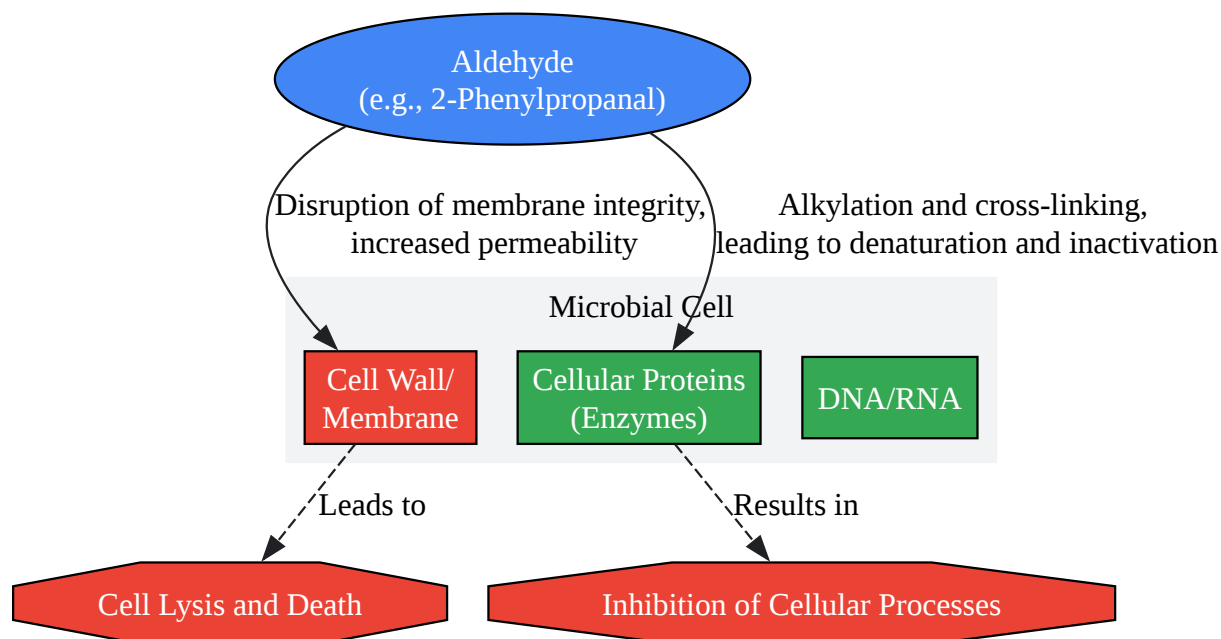 Aldehyde
(e.g., 2-Phenylpropanal)
Disruption of membrane integrity,
increased permeability
Alkylation and cross-linking,
leading to denaturation and inactivation
Microbial Cell
Cell Wall/
Membrane
Cellular Proteins
(Enzymes)
DNA/RNA
Leads to
Results in
Cell Lysis and Death
Inhibition of Cellular Processes